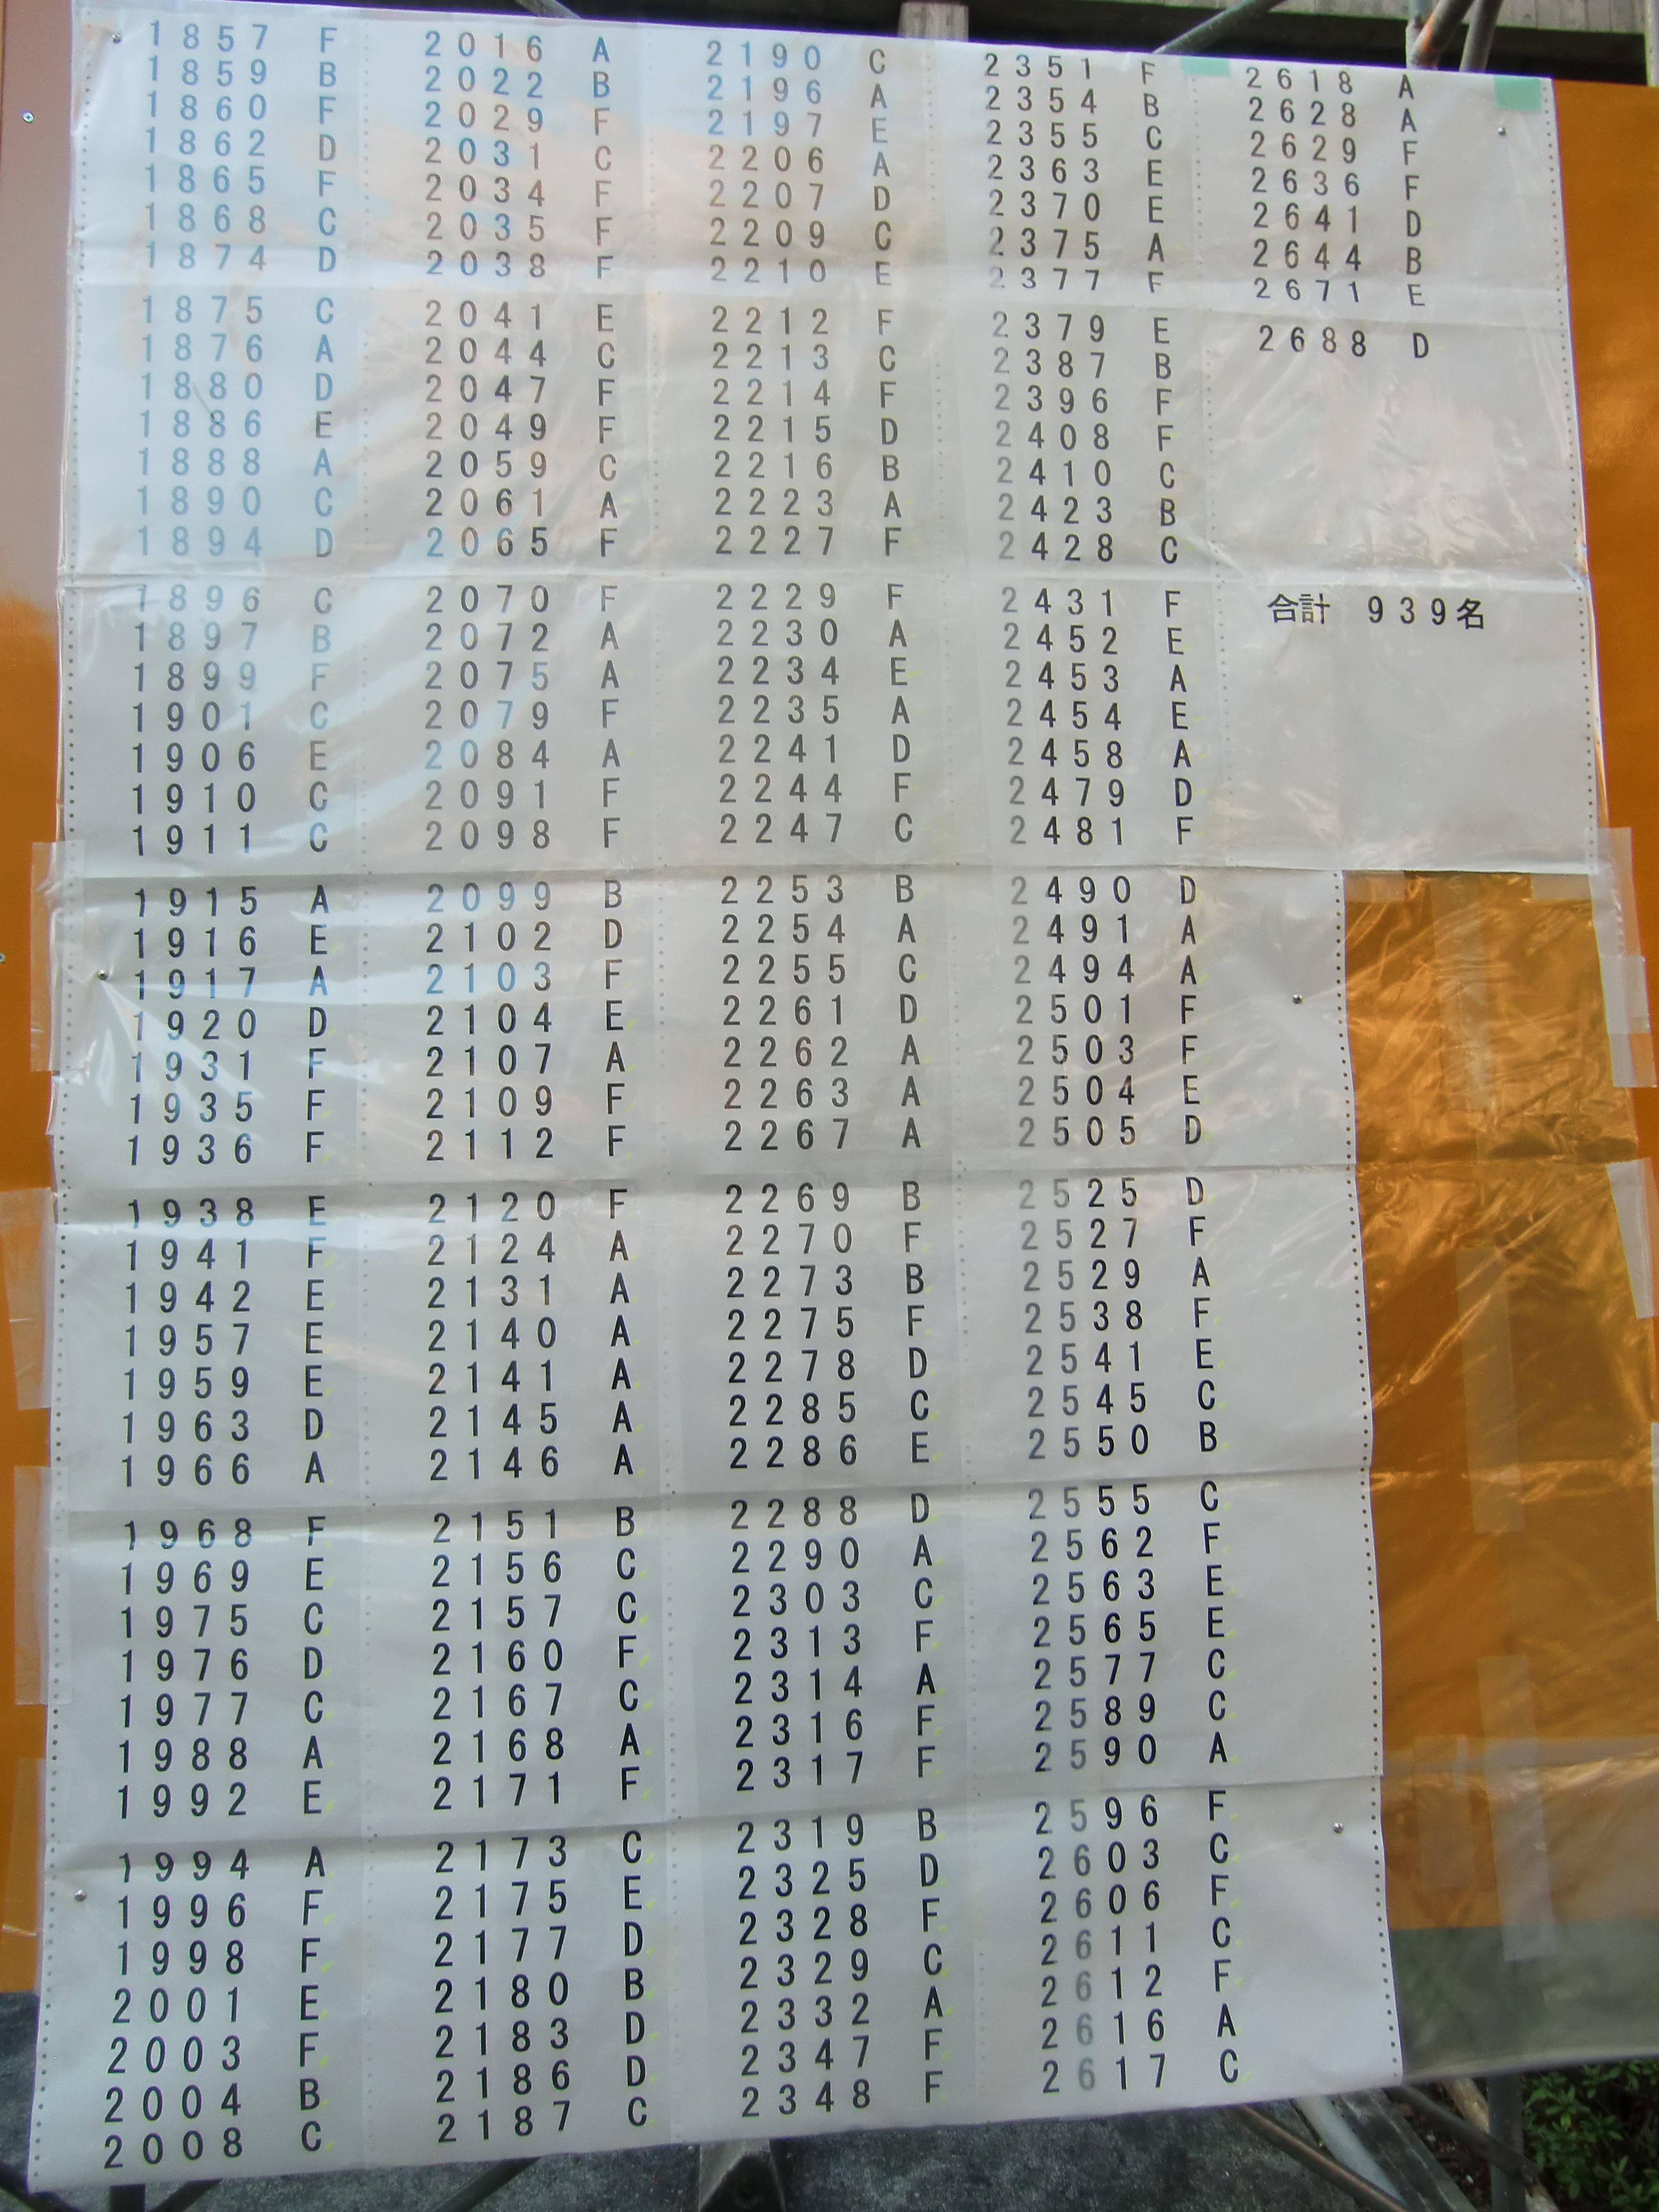 1857 F
1859 B
1860 F
1862 D
1865 F
1868 C
1874 D
1875 C
1876 A
1880 D
1886 E
1888 A
1890 C
1894 D
1896 C
1897 B
1899 F
1901 C
1906 E
1910 C
1911 C
1915 A
1916 E
1917 A
1920 D
1931 F
1935 F
1936 F
1938 E
1941 F
1942 E
1957 E
1959 E
1963 D
1966 A
1968 F
1969 E
1975 C
1976 D
1977 C
1988 A
1992 E
1994 A
1996 F
1998 F
2001 E
2003 F
2004 B
2008 C
2016 A
2022 B
2029 F
2031 C
2034 F
2035 F
2038 F
2041 E
2044 C
2047 F
2049 F
2059 C
2061 A
2065 F
2070 F
2072 A
2075 A
2079 F
2084 A
2091 F
2098 F
2099 B
2102 D
2103 F
2104 E
2107 A
2109 F
2112 F
2120 F
2124 A
2131 A
2140 A
2141 A
2145 A
2146 A
2151 B
2156 C
2157 C
2160 F
2167 C
2168 A
2171 F
2173 C
2175 E
2177 D
2180 B
2183 D
2186 D
2187 C
2190 C
2196 A
2197 E
2206 A
2207 D
2209 C
2210 E
2212 F
2213 C
2214 F
2215 D
2216 B
2223 A
2227 F
2229 F
2230 A
2234 E
2235 A
2241 D
2244 F
2247 C
2253 B
2254 A
2255 C
2261 D
2262 A
2263 A
2267 A
2269 B
2270 F
2273 B
2275 F
2278 D
2285 C
2286 E
2288 D
2290 A
2303 C
2313 F
2314 A
2316 F
2317 F
2319 B
2325 D
2328 F
2329 C
2332 A
2347 F
2348 F
2351 F
2354 B
2355 C
2363 E
2370 E
2375 A
2377 F
2379 E
2387 B
2396 F
2408 F
2410 C
2423 B
2428 C
2431 F
2452 E
2453 A
2454 E
2458 A
2479 D
2481 F
2490 D
2491 A
2494 A
2501 F
2503 F
2504 E
2505 D
2525 D
2527 F
2529 A
2538 F
2541 E
2545 C
2550 B
2555 C
2562 F
2563 E
2565 E
2577 C
2589 C
2590 A
2596 F
2603 C
2606 F
2611 C
2612 F
2616 A
2617 C
2618 A
2628 A
2629 F
2636 F
2641 D
2644 B
2671 E
2688 D
合計 939名